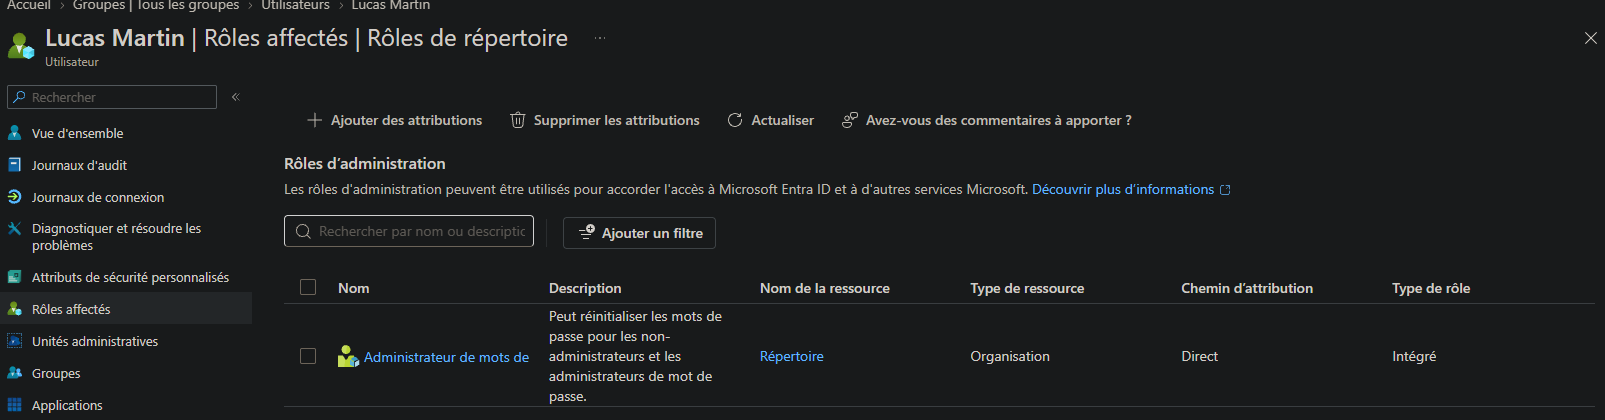 Accueil > Groupes | Tous les groupes > Utilisateurs > Lucas Martin
Lucas Martin | Rôles affectés | Rôles de répertoire ...
Utilisateur
Rechercher
Vue d'ensemble
Journaux d'audit
Journaux de connexion
Diagnostiquer et résoudre les
problèmes
Attributs de sécurité personnalisés
Rôles affectés
Unités administratives
Groupes
Applications
Ajouter des attributions
Supprimer les attributions
Actualiser
Avez-vous des commentaires à apporter ?
Rôles d’administration
Les rôles d'administration peuvent être utilisés pour accorder l'accès à Microsoft Entra ID et à d'autres services Microsoft. Découvrir plus d’informations
Rechercher par nom ou descriptic
Ajouter un filtre
Nom Description Nom de la ressource Type de ressource Chemin d’attribution Type de rôle
Peut réinitialiser les mots de
passe pour les non-
Administrateur de mots de administrateurs et les Répertoire Organisation Direct Intégré
administrateurs de mot de
passe.